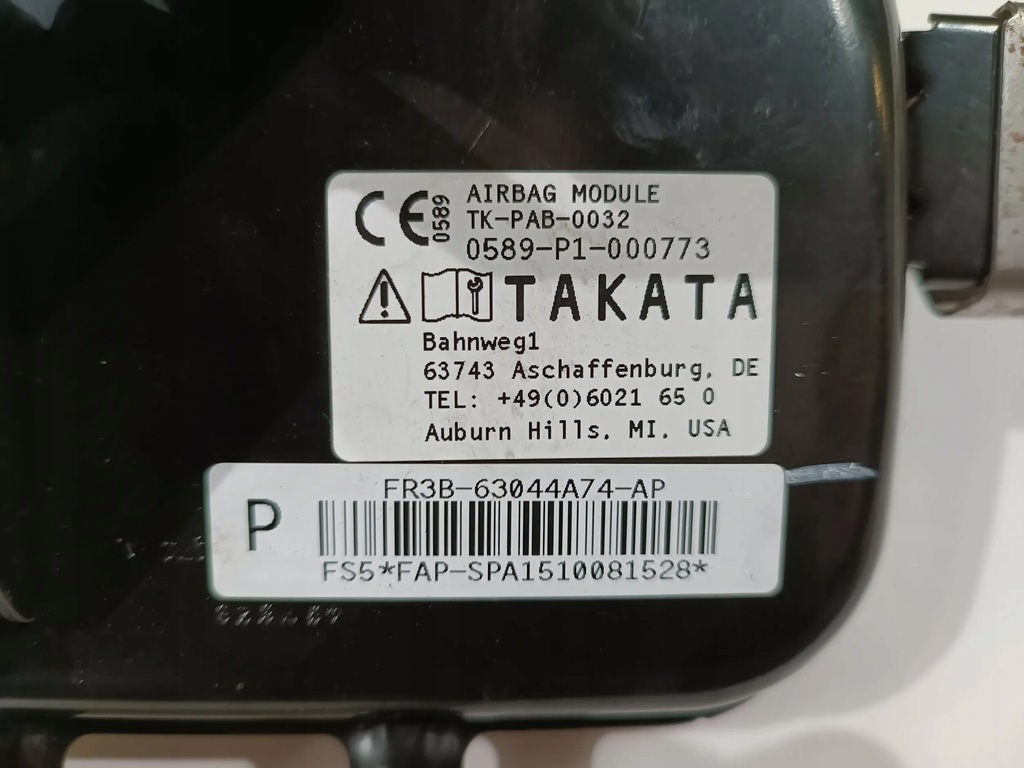 CE 0589
AIRBAG MODULE
TK-PAB-0032
0589-P1-000773
TAKATA
Bahnweg1
63743 Aschaffenburg, DE
TEL: +49(0)6021 65 0
Auburn Hills, MI, USA
FR3B-63044A74-AP
P
FS5*FAP-SPA1510081528*